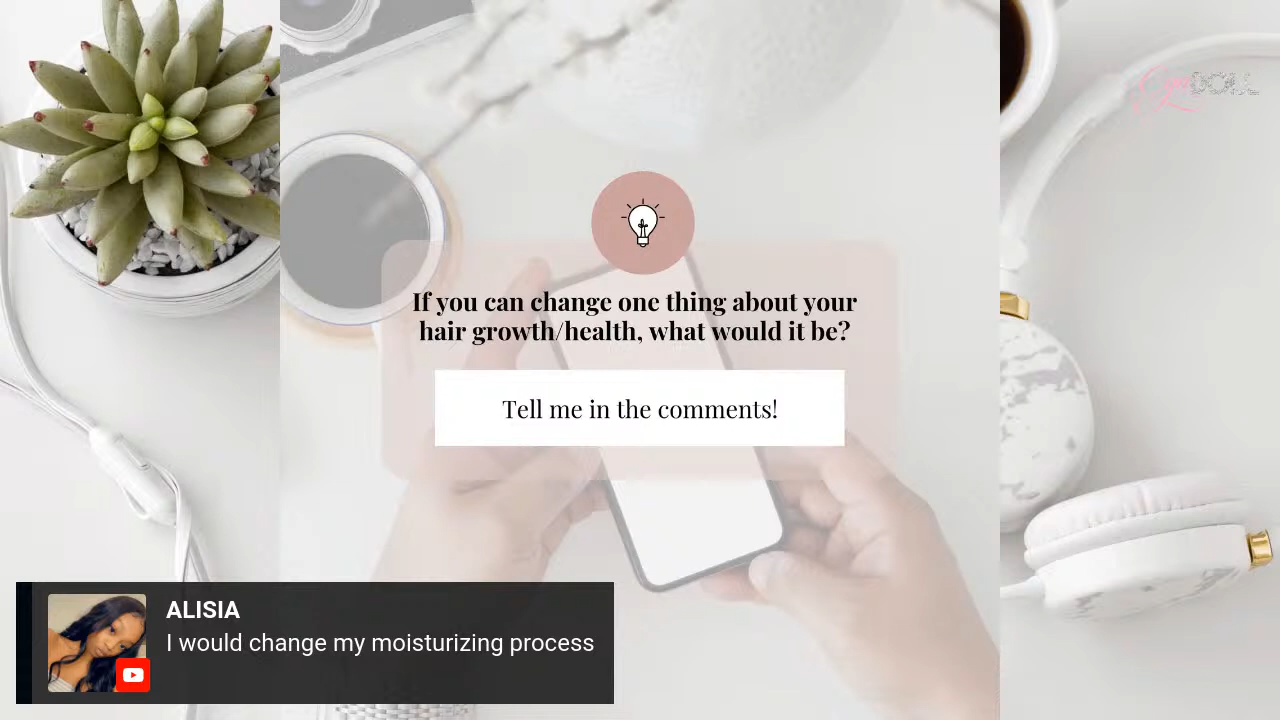 If you can change one thing about your
hair growth/health, what would it be?
Tell me in the comments!
ALISIA
I would change my moisturizing process